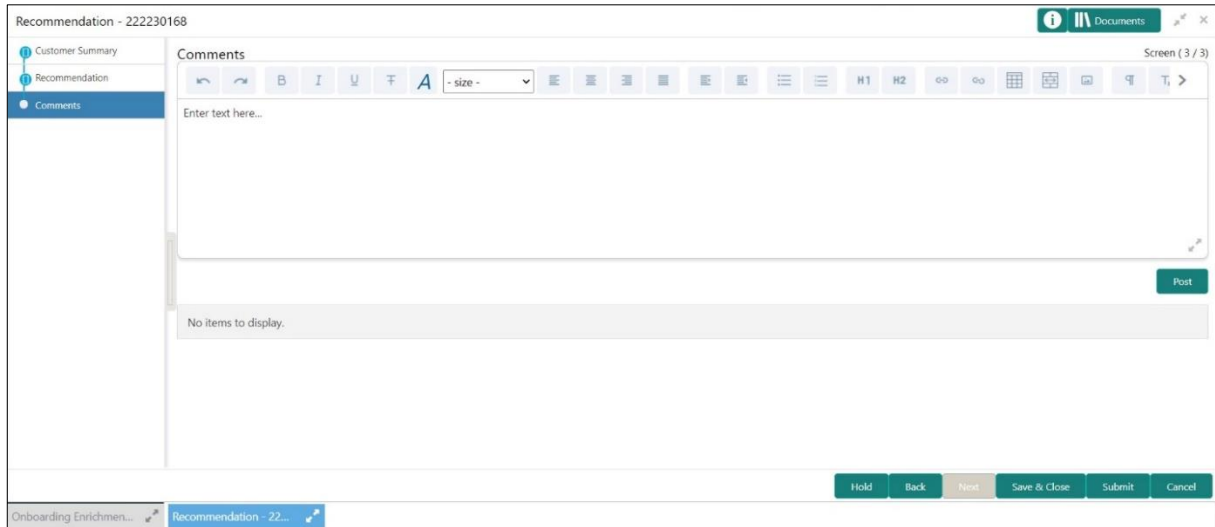 Recommendation - 222230168
Documents
Customer Summary
Recommendation
Comments
Comments
Screen ( 3 / 3)
B I U T A - size - H1 H2
Enter text here...
Post
No items to display.
Hold Back Next Save & Close Submit Cancel
Onboarding Enrichmen... Recommendation - 22...